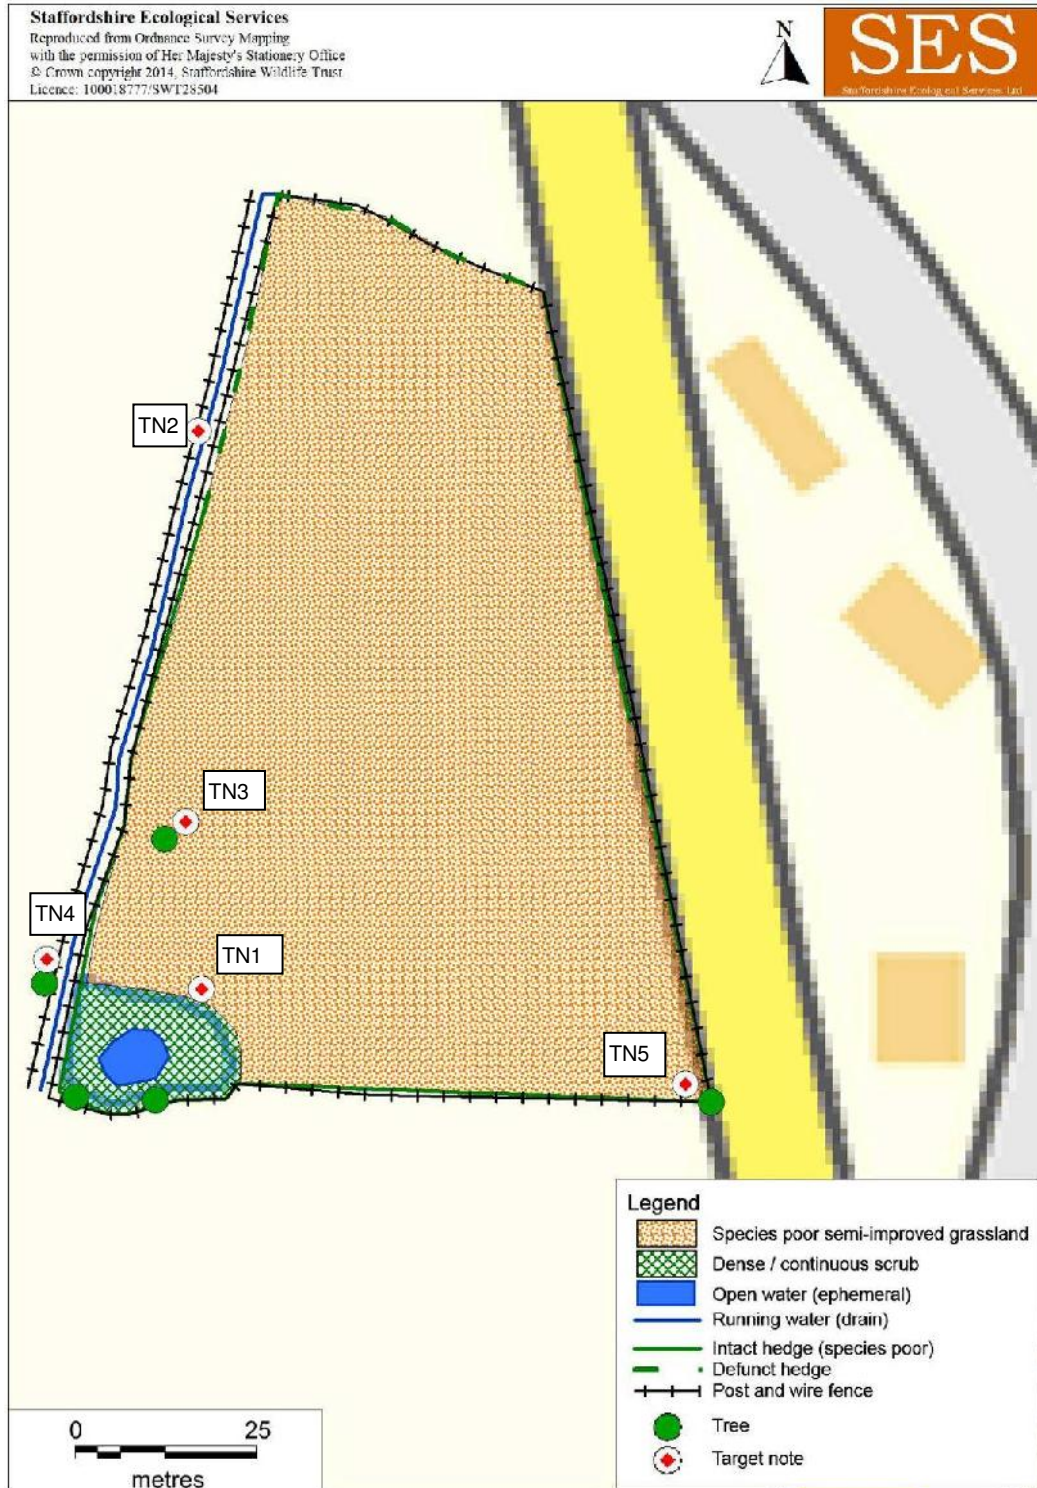 Staffordshire Ecological Services
Reproduced from Ordnance Survey Mapping
with the permission of Her Majesty's Stationery Office
© Crown copyright 2014, Staffordshire Wildlife Trust
Licence: 100018777/SWT28504
N
SES
Staffordshire Ecological Services Ltd
TN2
TN3
TN4
TN1
TN5
Legend
Species poor semi-improved grassland
Dense / continuous scrub
Open water (ephemeral)
Running water (drain)
Intact hedge (species poor)
Defunct hedge
Post and wire fence
Tree
Target note
0 25
metres